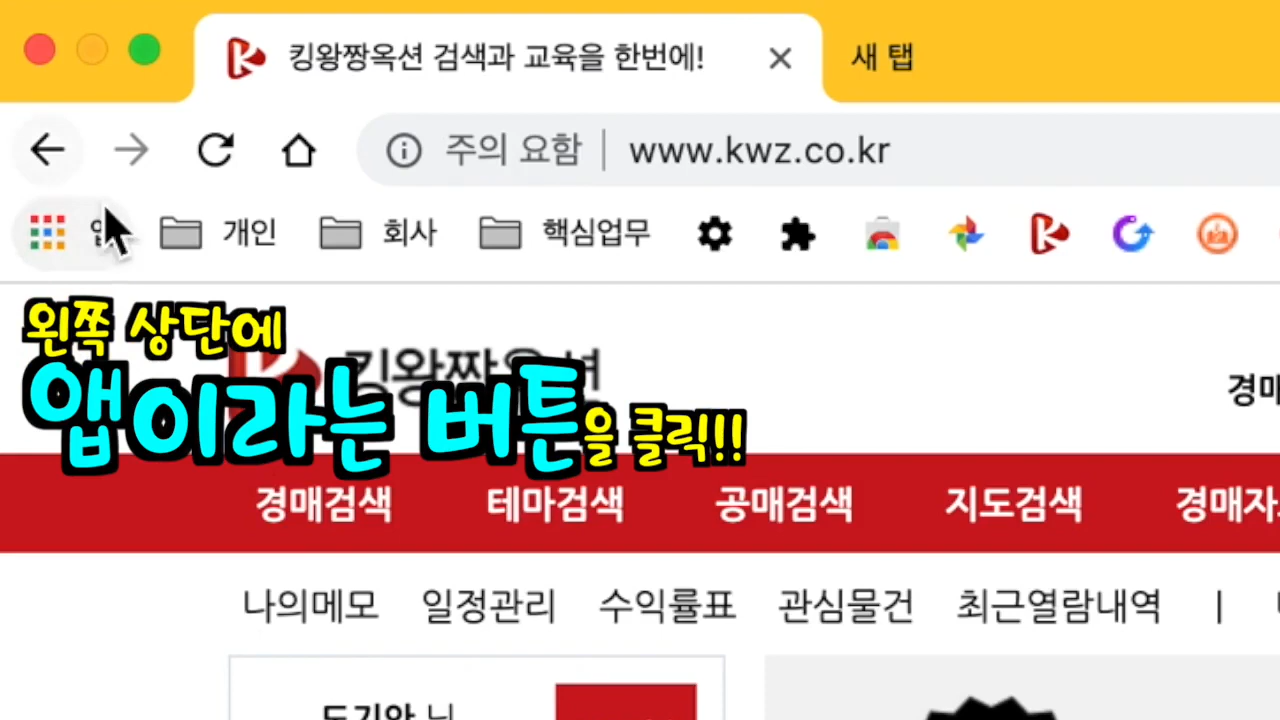 킹왕짱옥션 검색과 교육을 한번에!
새 탭
주의 요함 | www.kwz.co.kr
개인 회사 핵심업무
왼쪽 상단에
앱이라는 버튼을 클릭!!
경매검색 테마검색 공매검색 지도검색
나의메모 일정관리 수익률표 관심물건 최근열람내역 |